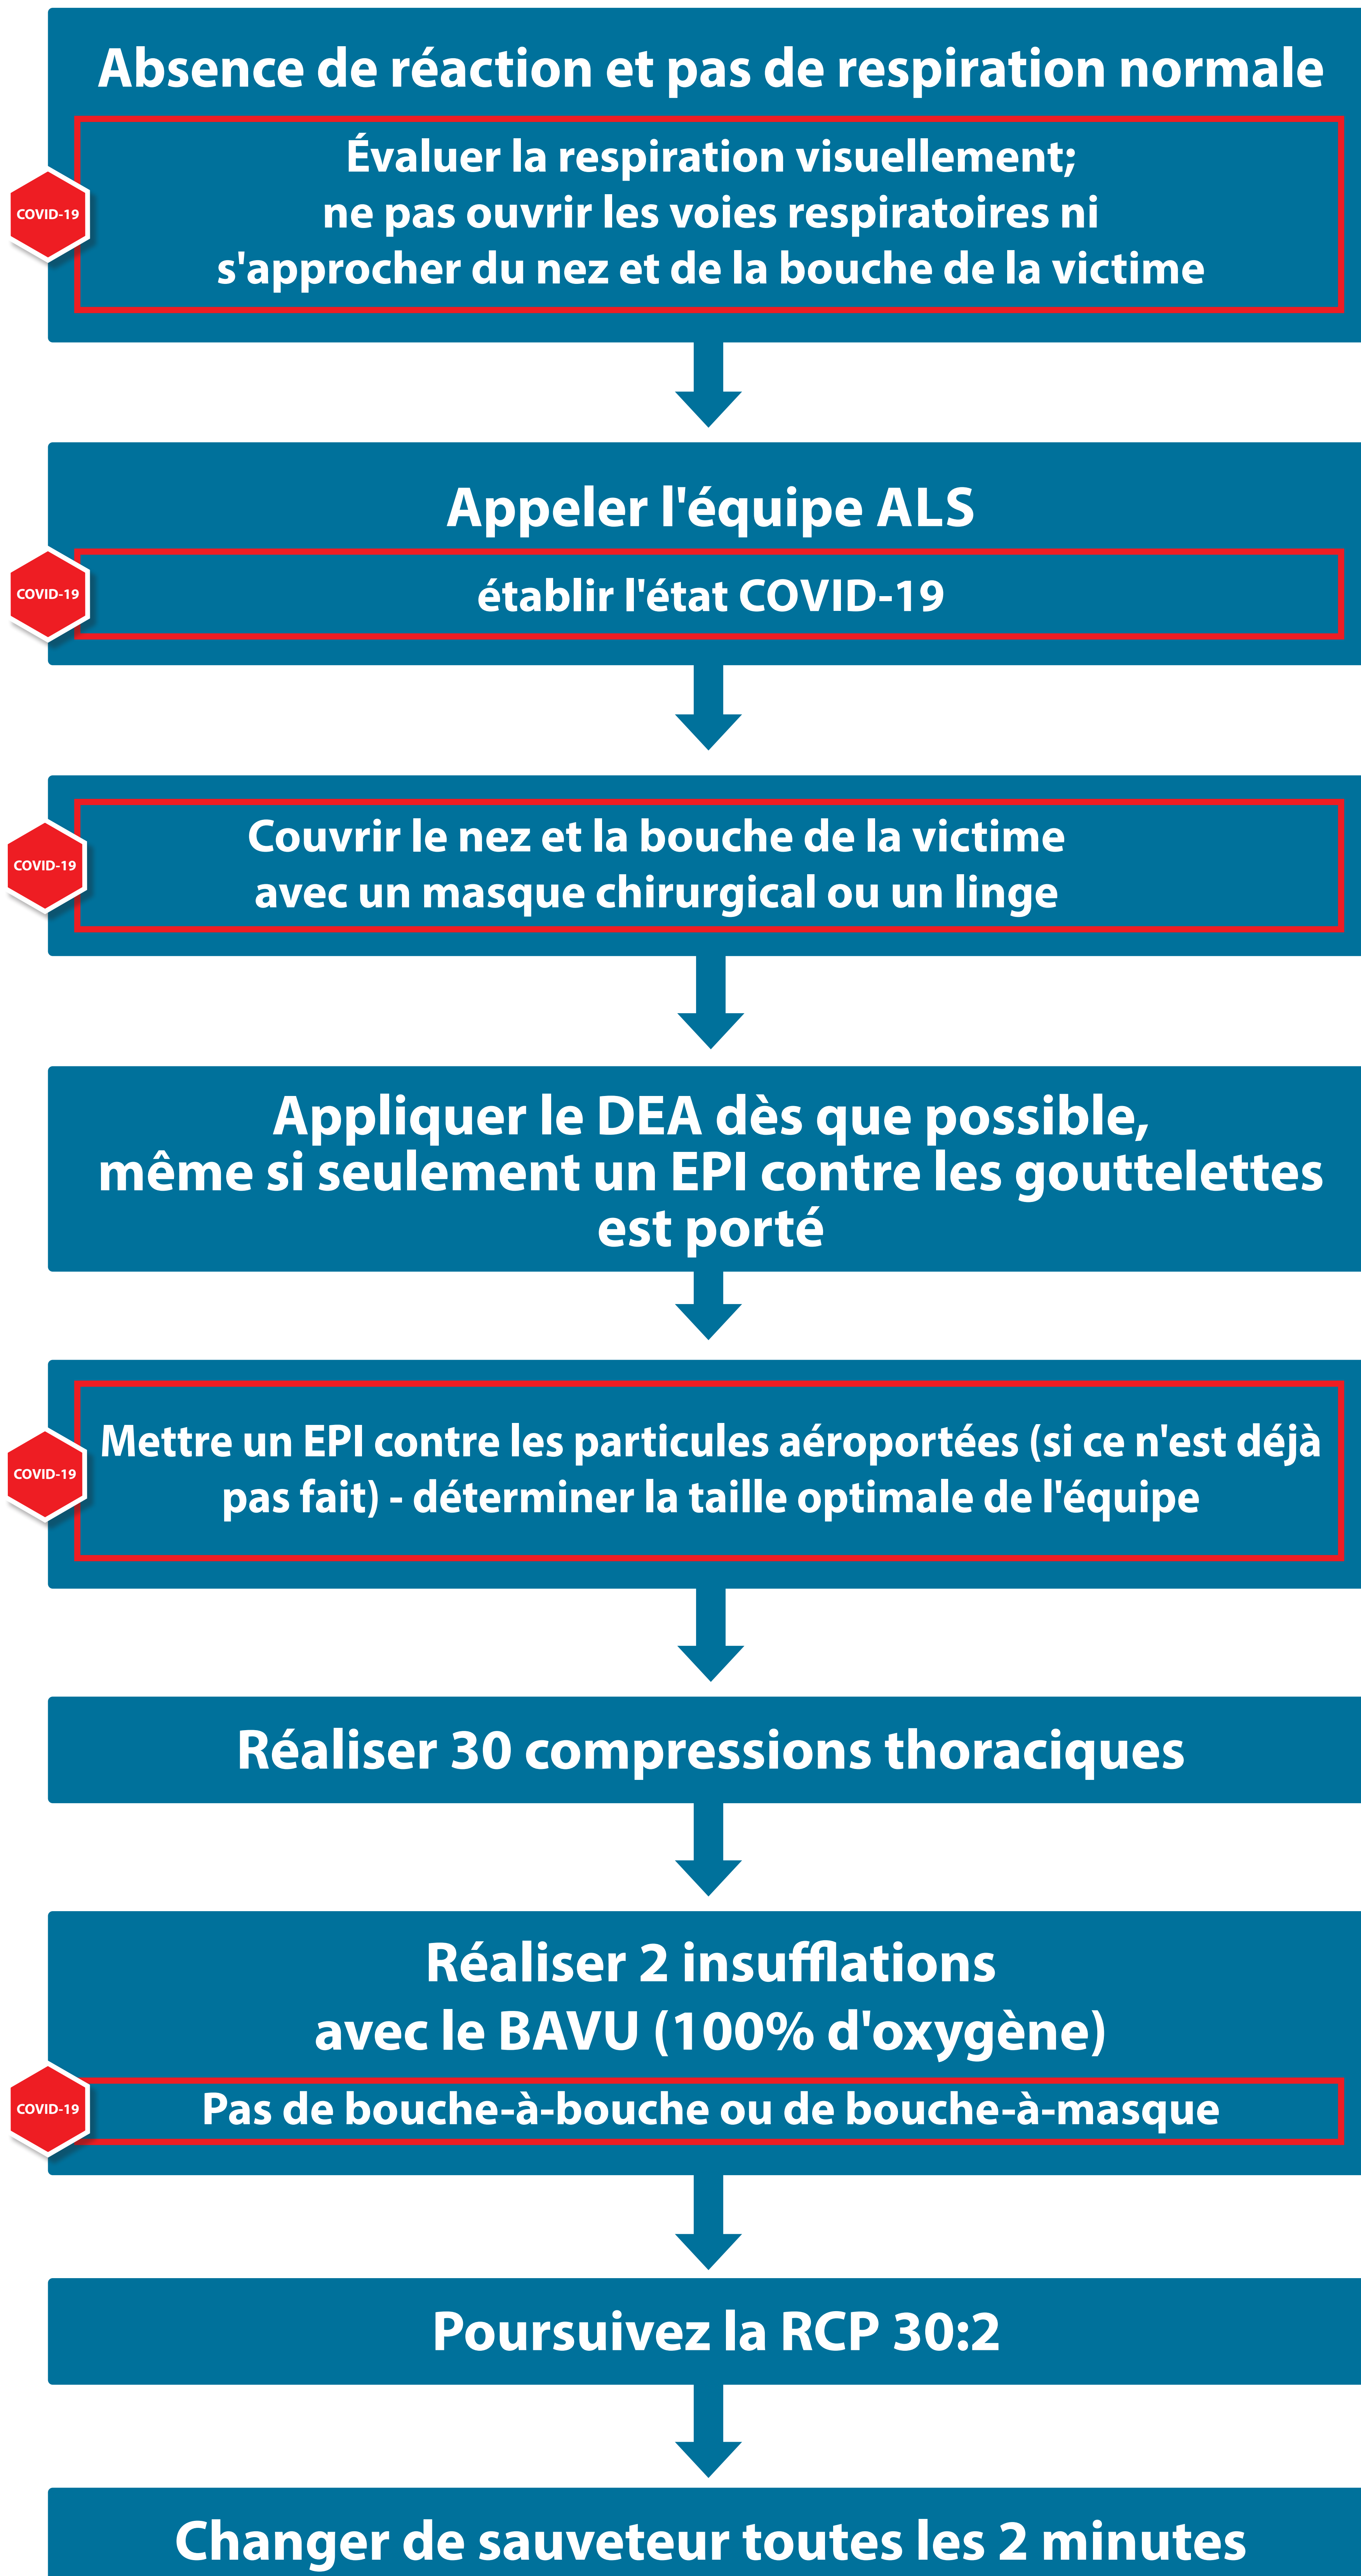 Absence de réaction et pas de respiration normale
Évaluer la respiration visuellement;
COVID-19
ne pas ouvrir les voies respiratoires ni
s'approcher du nez et de la bouche de la victime
Appeler l'équipe ALS
COVID-19
établir l'état COVID-19
Couvrir le nez et la bouche de la victime
COVID-19
avec un masque chirurgical ou un linge
Appliquer le DEA dès que possible,
même si seulement un EPI contre les gouttelettes
est porté
Mettre un EPI contre les particules aéroportées (si ce n'est déjà
COVID-19
pas fait) - déterminer la taille optimale de l'équipe
Réaliser 30 compressions thoraciques
Réaliser 2 insufflations
avec le BAVU (100% d'oxygène)
COVID-19
Pas de bouche-à-bouche ou de bouche-à-masque
Poursuivez la RCP 30:2
Changer de sauveteur toutes les 2 minutes